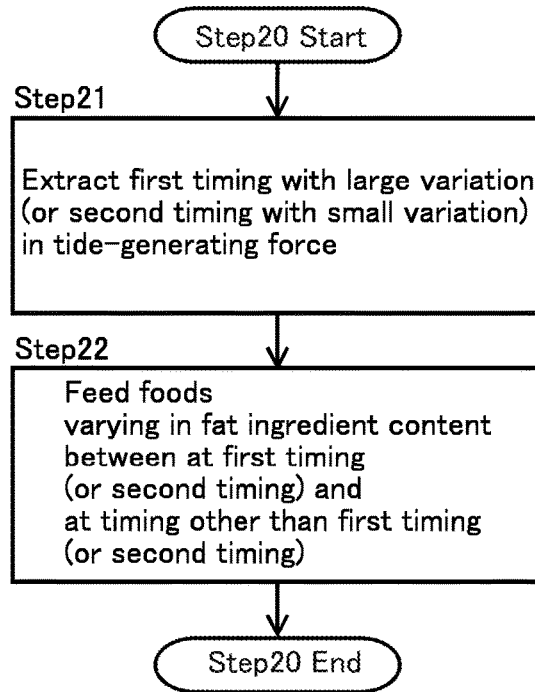 Step20 Start
Step21
Extract first timing with large variation
(or second timing with small variation)
in tide-generating force
Step22
Feed foods
varying in fat ingredient content
between at first timing
(or second timing) and
at timing other than first timing
(or second timing)
Step20 End